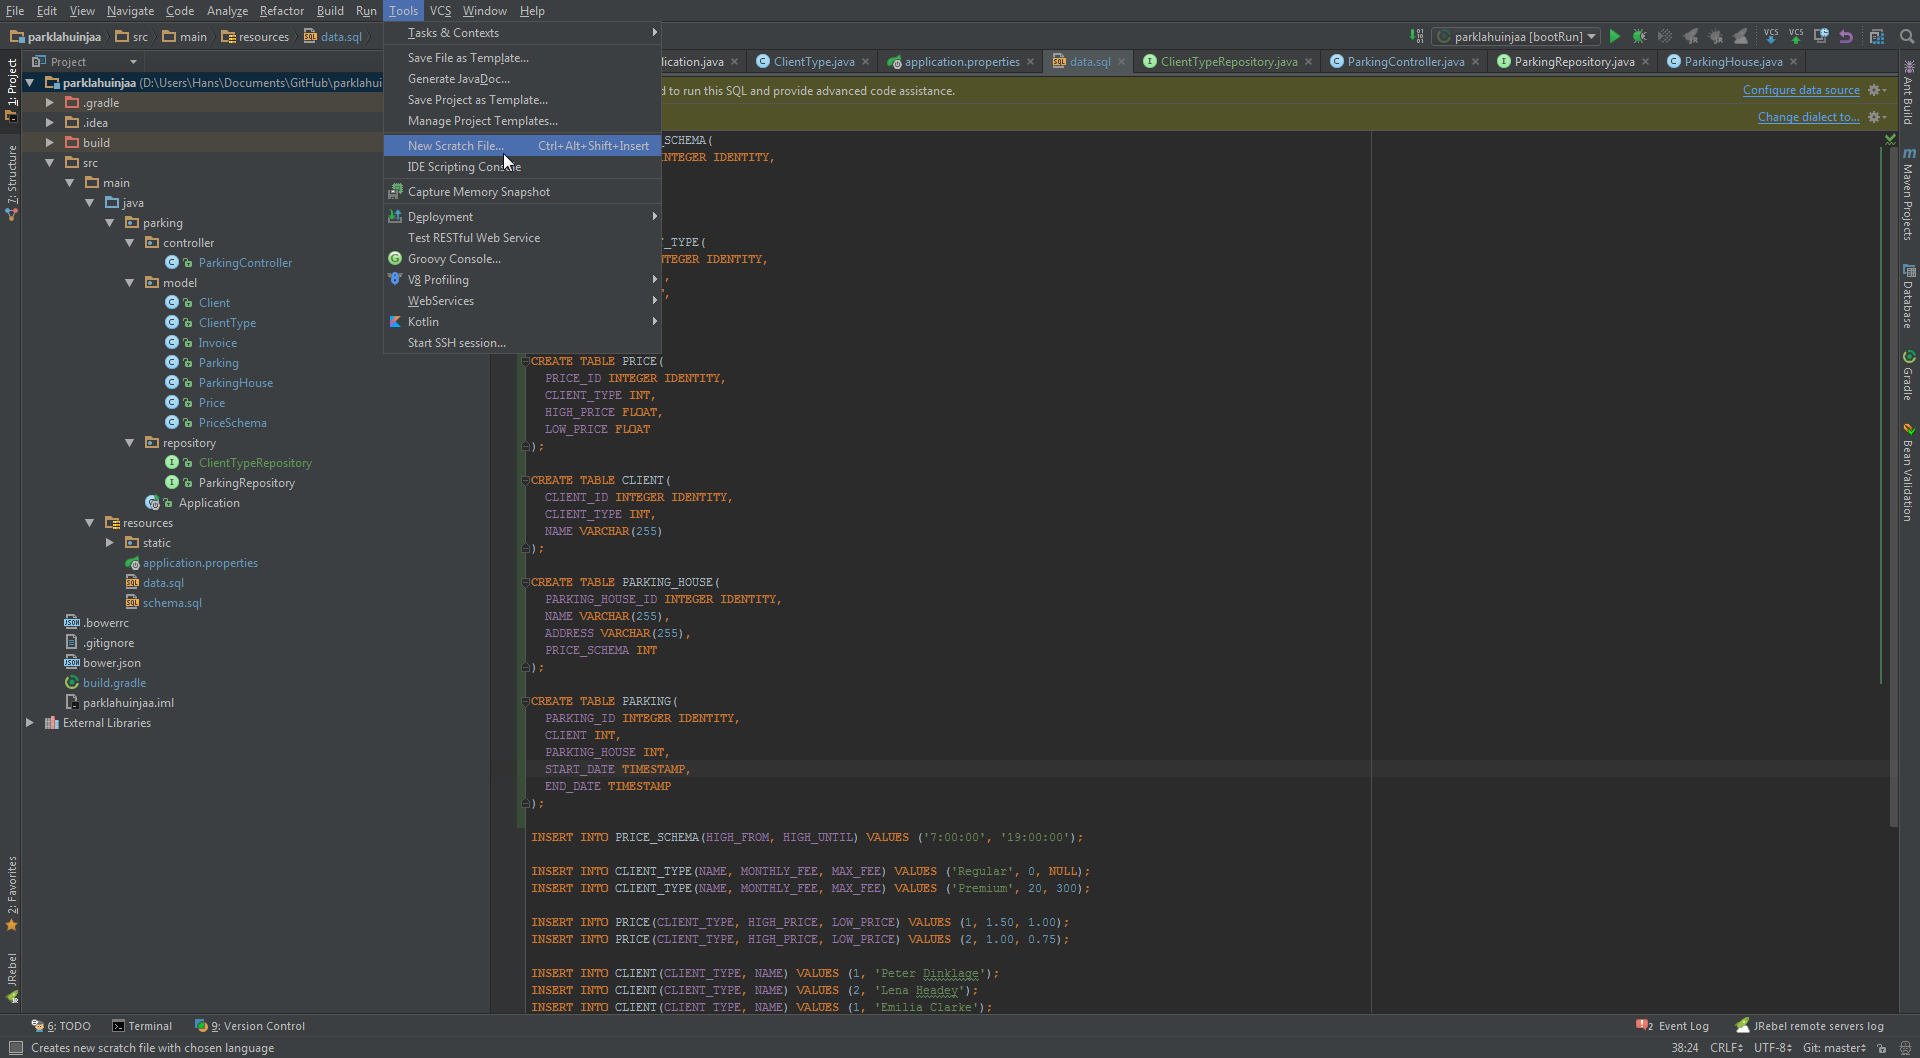 File Edit View Navigate Code Analyze Refactor Build Run Tools VCS Window Help
parklahuinjaa src main resources data.sql
parklahuinjaa [bootRun]
VCS VCS
Project
lication.java ClientType.java application.properties data.sql ClientTypeRepository.java ParkingController.java ParkingRepository.java ParkingHouse.java
1: Project
7: Structure
2: Favorites
JRebel
parklahuinjaa (D:\Users\Hans\Documents\GitHub\parklahui
.gradle
.idea
build
src
main
java
parking
controller
ParkingController
model
Client
ClientType
Invoice
Parking
ParkingHouse
Price
PriceSchema
repository
ClientTypeRepository
ParkingRepository
Application
resources
static
application.properties
data.sql
schema.sql
.bowerrc
.gitignore
bower.json
build.gradle
parklahuinjaa.iml
External Libraries
Tasks & Contexts
Save File as Template...
Generate JavaDoc...
Save Project as Template...
Manage Project Templates...
New Scratch File... Ctrl+Alt+Shift+Insert
IDE Scripting Console
Capture Memory Snapshot
Deployment
Test RESTful Web Service
Groovy Console...
V8 Profiling
WebServices
Kotlin
Start SSH session...
d to run this SQL and provide advanced code assistance. Configure data source
Change dialect to...
_SCHEMA(
NTEGER IDENTITY,
T_TYPE(
TEGER IDENTITY,
,
,
CREATE TABLE PRICE(
PRICE_ID INTEGER IDENTITY,
CLIENT_TYPE INT,
HIGH_PRICE FLOAT,
LOW_PRICE FLOAT
);
CREATE TABLE CLIENT(
CLIENT_ID INTEGER IDENTITY,
CLIENT_TYPE INT,
NAME VARCHAR(255)
);
CREATE TABLE PARKING_HOUSE(
PARKING_HOUSE_ID INTEGER IDENTITY,
NAME VARCHAR(255),
ADDRESS VARCHAR(255),
PRICE_SCHEMA INT
);
CREATE TABLE PARKING(
PARKING_ID INTEGER IDENTITY,
CLIENT INT,
PARKING_HOUSE INT,
START_DATE TIMESTAMP,
END_DATE TIMESTAMP
);
INSERT INTO PRICE_SCHEMA(HIGH_FROM, HIGH_UNTIL) VALUES ('7:00:00', '19:00:00');
INSERT INTO CLIENT_TYPE(NAME, MONTHLY_FEE, MAX_FEE) VALUES ('Regular', 0, NULL);
INSERT INTO CLIENT_TYPE(NAME, MONTHLY_FEE, MAX_FEE) VALUES ('Premium', 20, 300);
INSERT INTO PRICE(CLIENT_TYPE, HIGH_PRICE, LOW_PRICE) VALUES (1, 1.50, 1.00);
INSERT INTO PRICE(CLIENT_TYPE, HIGH_PRICE, LOW_PRICE) VALUES (2, 1.00, 0.75);
INSERT INTO CLIENT(CLIENT_TYPE, NAME) VALUES (1, 'Peter Dinklage');
INSERT INTO CLIENT(CLIENT_TYPE, NAME) VALUES (2, 'Lena Headey');
INSERT INTO CLIENT(CLIENT_TYPE, NAME) VALUES (1, 'Emilia Clarke');
Ant Build
Maven Projects
Database
Gradle
Bean Validation
6: TODO Terminal 9: Version Control
2 Event Log JRebel remote servers log
Creates new scratch file with chosen language
38:24 CRLF UTF-8 Git: master